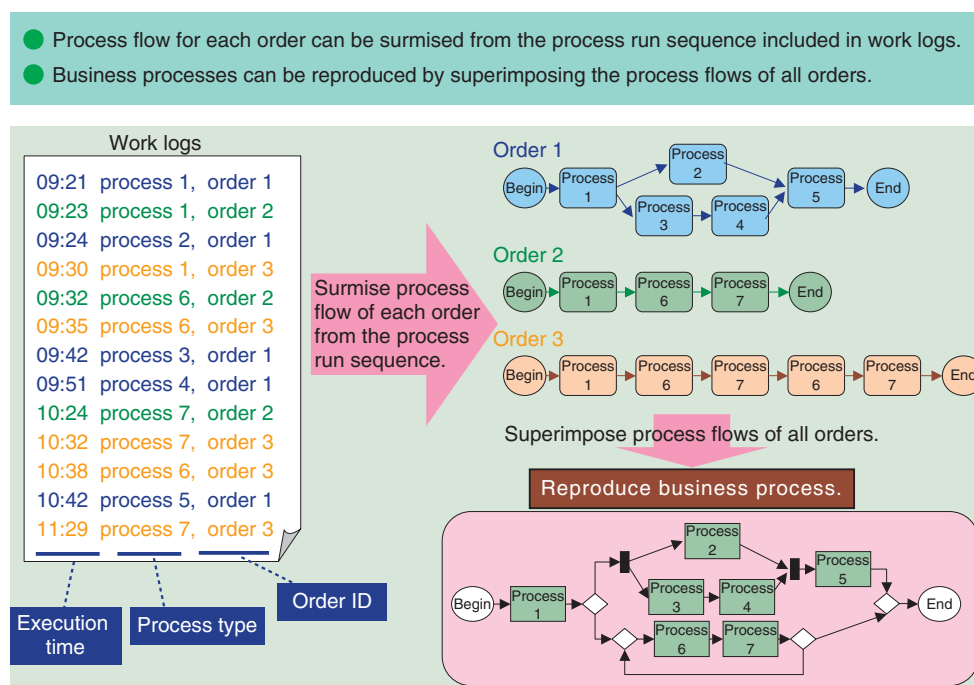 Process flow for each order can be surmised from the process run sequence included in work logs.
Business processes can be reproduced by superimposing the process flows of all orders.
Work logs
09:21 process 1, order 1
09:23 process 1, order 2
09:24 process 2, order 1
09:30 process 1, order 3
09:32 process 6, order 2
09:35 process 6, order 3
09:42 process 3, order 1
09:51 process 4, order 1
10:24 process 7, order 2
10:32 process 7, order 3
10:38 process 6, order 3
10:42 process 5, order 1
11:29 process 7, order 3
Execution
time
Process type
Order ID
Surmise process
flow of each order
from the process
run sequence.
Order 1
Begin
Process
1
Process
2
Process
3
Process
4
Process
5
End
Order 2
Begin
Process
1
Process
6
Process
7
End
Order 3
Begin
Process
1
Process
6
Process
7
Process
6
Process
7
End
Superimpose process flows of all orders.
Reproduce business process.
Begin
Process
1
Process
2
Process
3
Process
4
Process
5
Process
6
Process
7
End